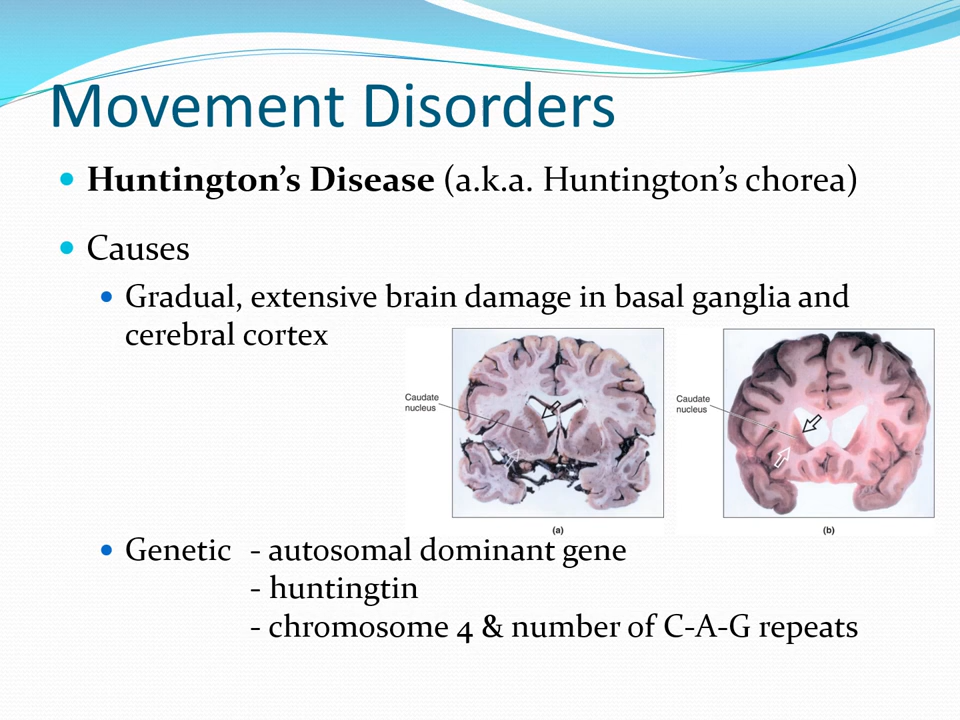 Movement Disorders
Huntington’s Disease (a.k.a. Huntington’s chorea)
Causes
Gradual, extensive brain damage in basal ganglia and
cerebral cortex
Caudate
nucleus
(a)
Caudate
nucleus
(b)
Genetic - autosomal dominant gene
- huntingtin
- chromosome 4 & number of C-A-G repeats